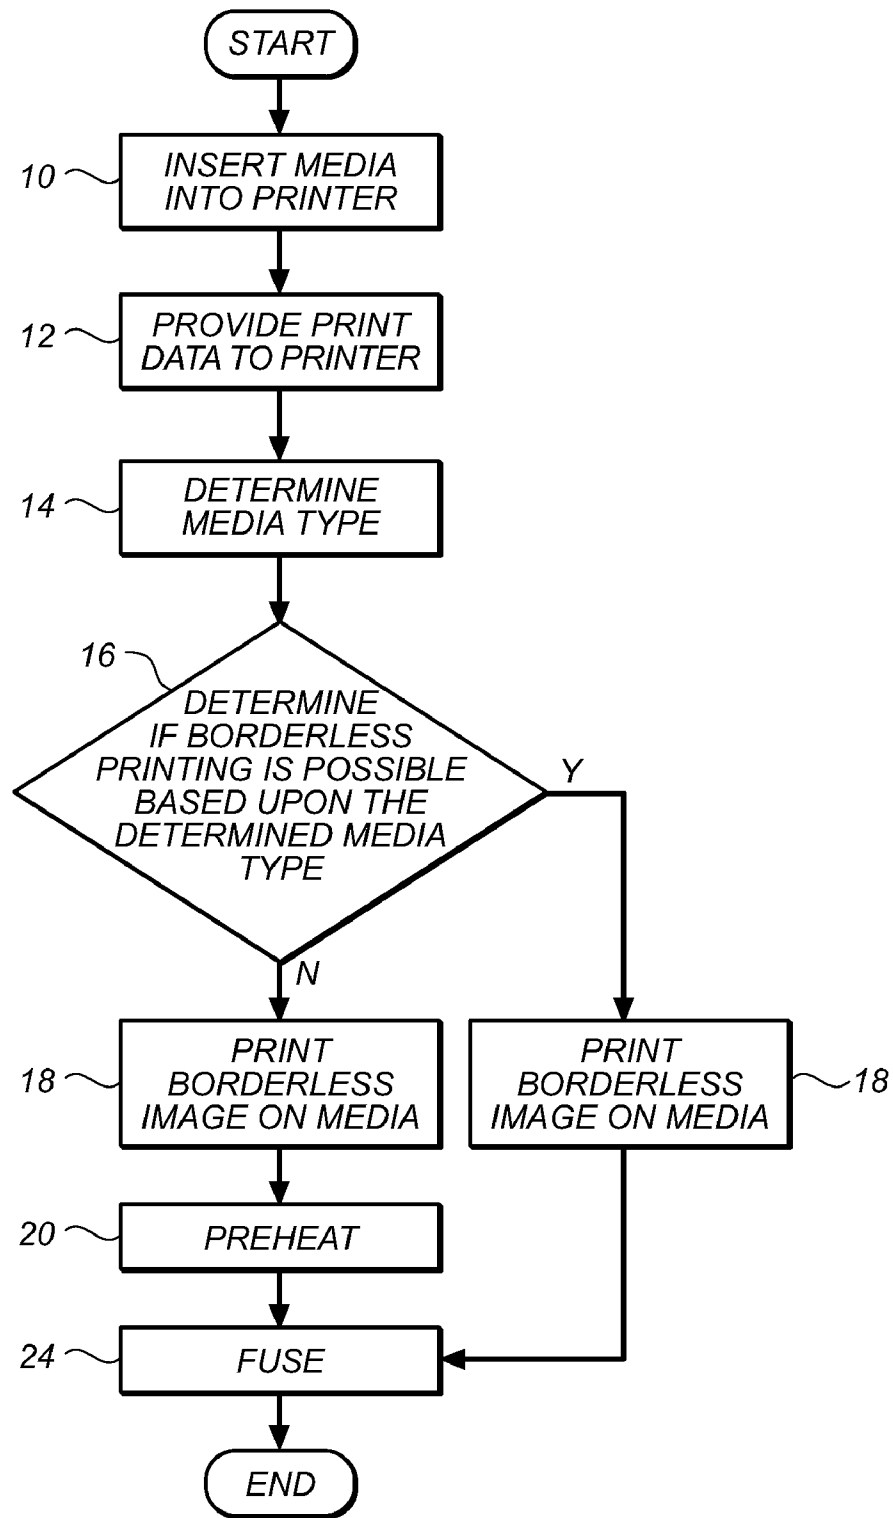 START
10
INSERT MEDIA
INTO PRINTER
12
PROVIDE PRINT
DATA TO PRINTER
14
DETERMINE
MEDIA TYPE
16
DETERMINE
IF BORDERLESS
PRINTING IS POSSIBLE
BASED UPON THE
DETERMINED MEDIA
TYPE
Y
N
18
PRINT
BORDERLESS
IMAGE ON MEDIA
PRINT
BORDERLESS
IMAGE ON MEDIA
18
20
PREHEAT
24
FUSE
END